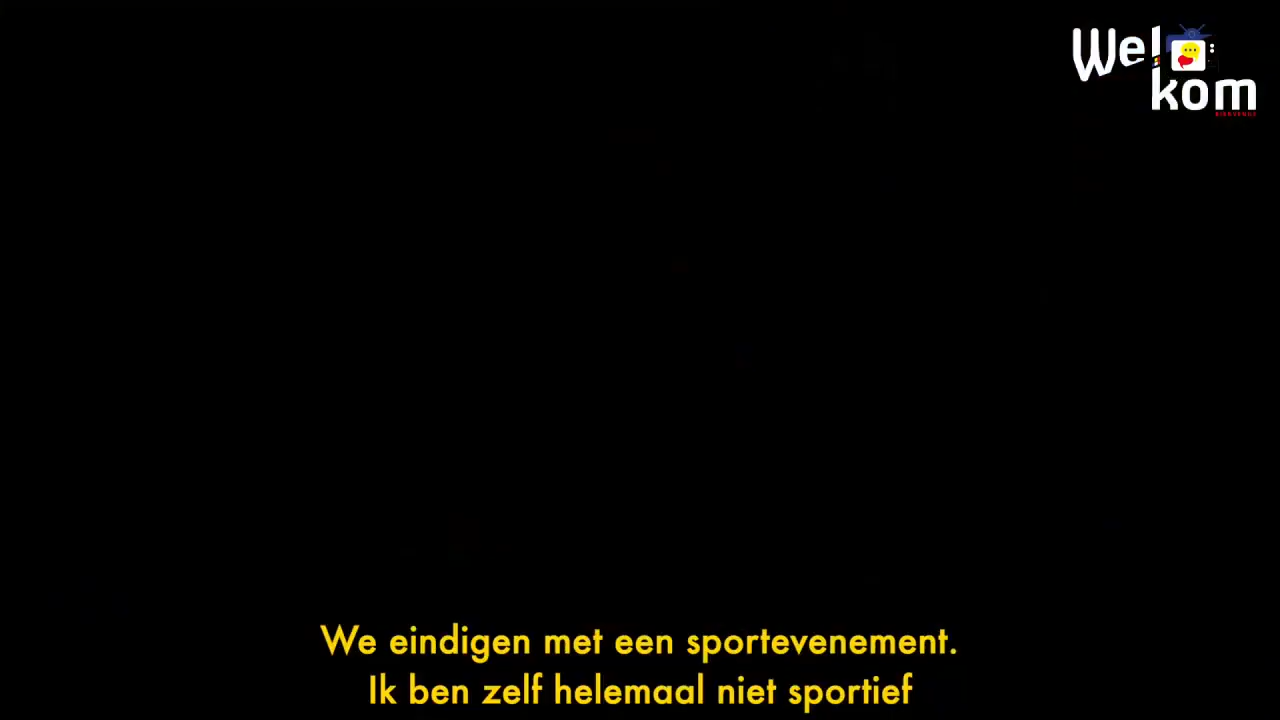 Wel
kom
We eindigen met een sportevenement.
Ik ben zelf helemaal niet sportief